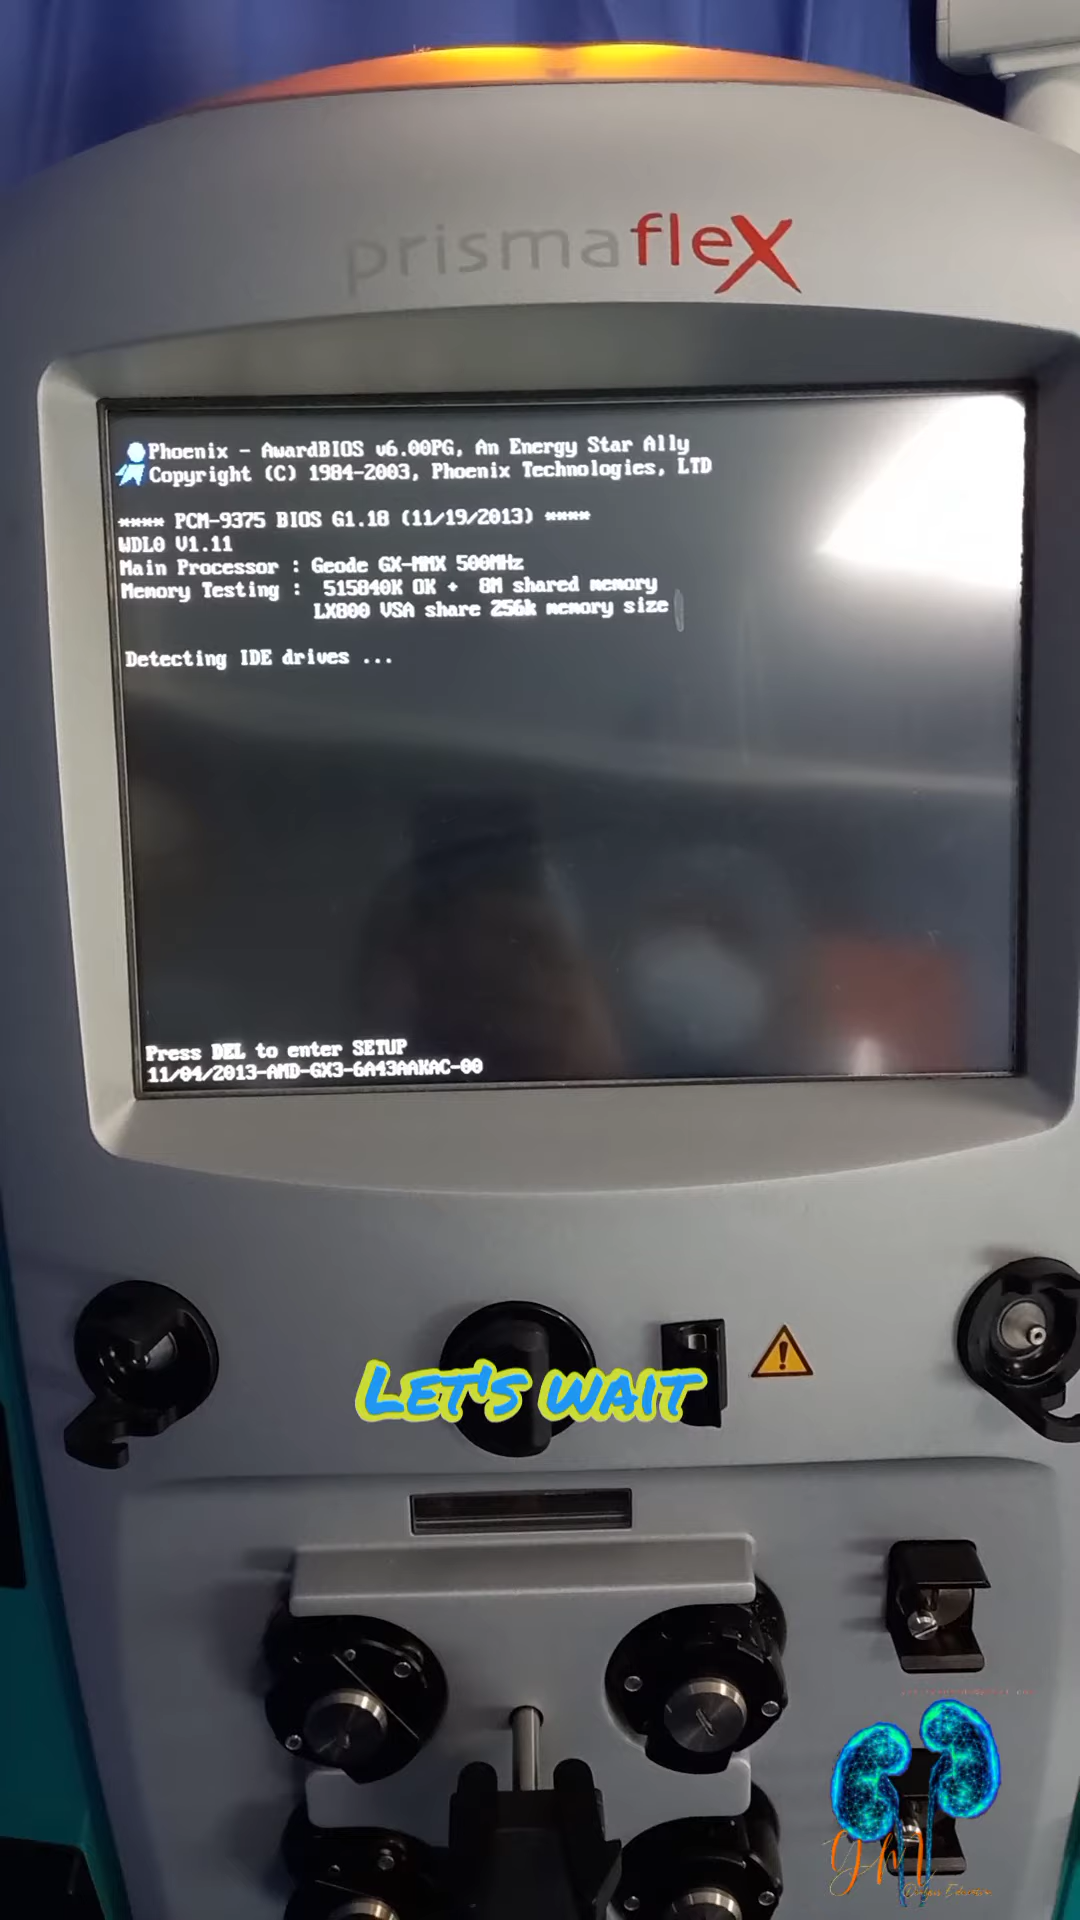 prismaflex
Phoenix - AwardBIOS v6.00PG, An Energy Star Ally
Copyright (C) 1984-2003, Phoenix Technologies, LTD
**** PCM-9375 BIOS G1.18 (11/19/2013) ****
WDL0 V1.11
Main Processor : Geode GX-MMX 500MHz
Memory Testing : 515840K OK + 8M shared memory
LX800 VSA share 256k memory size
Detecting IDE drives ...
Press DEL to enter SETUP
11/04/2013-AMD-GX3-6A43AAKAC-00
LET'S WAIT